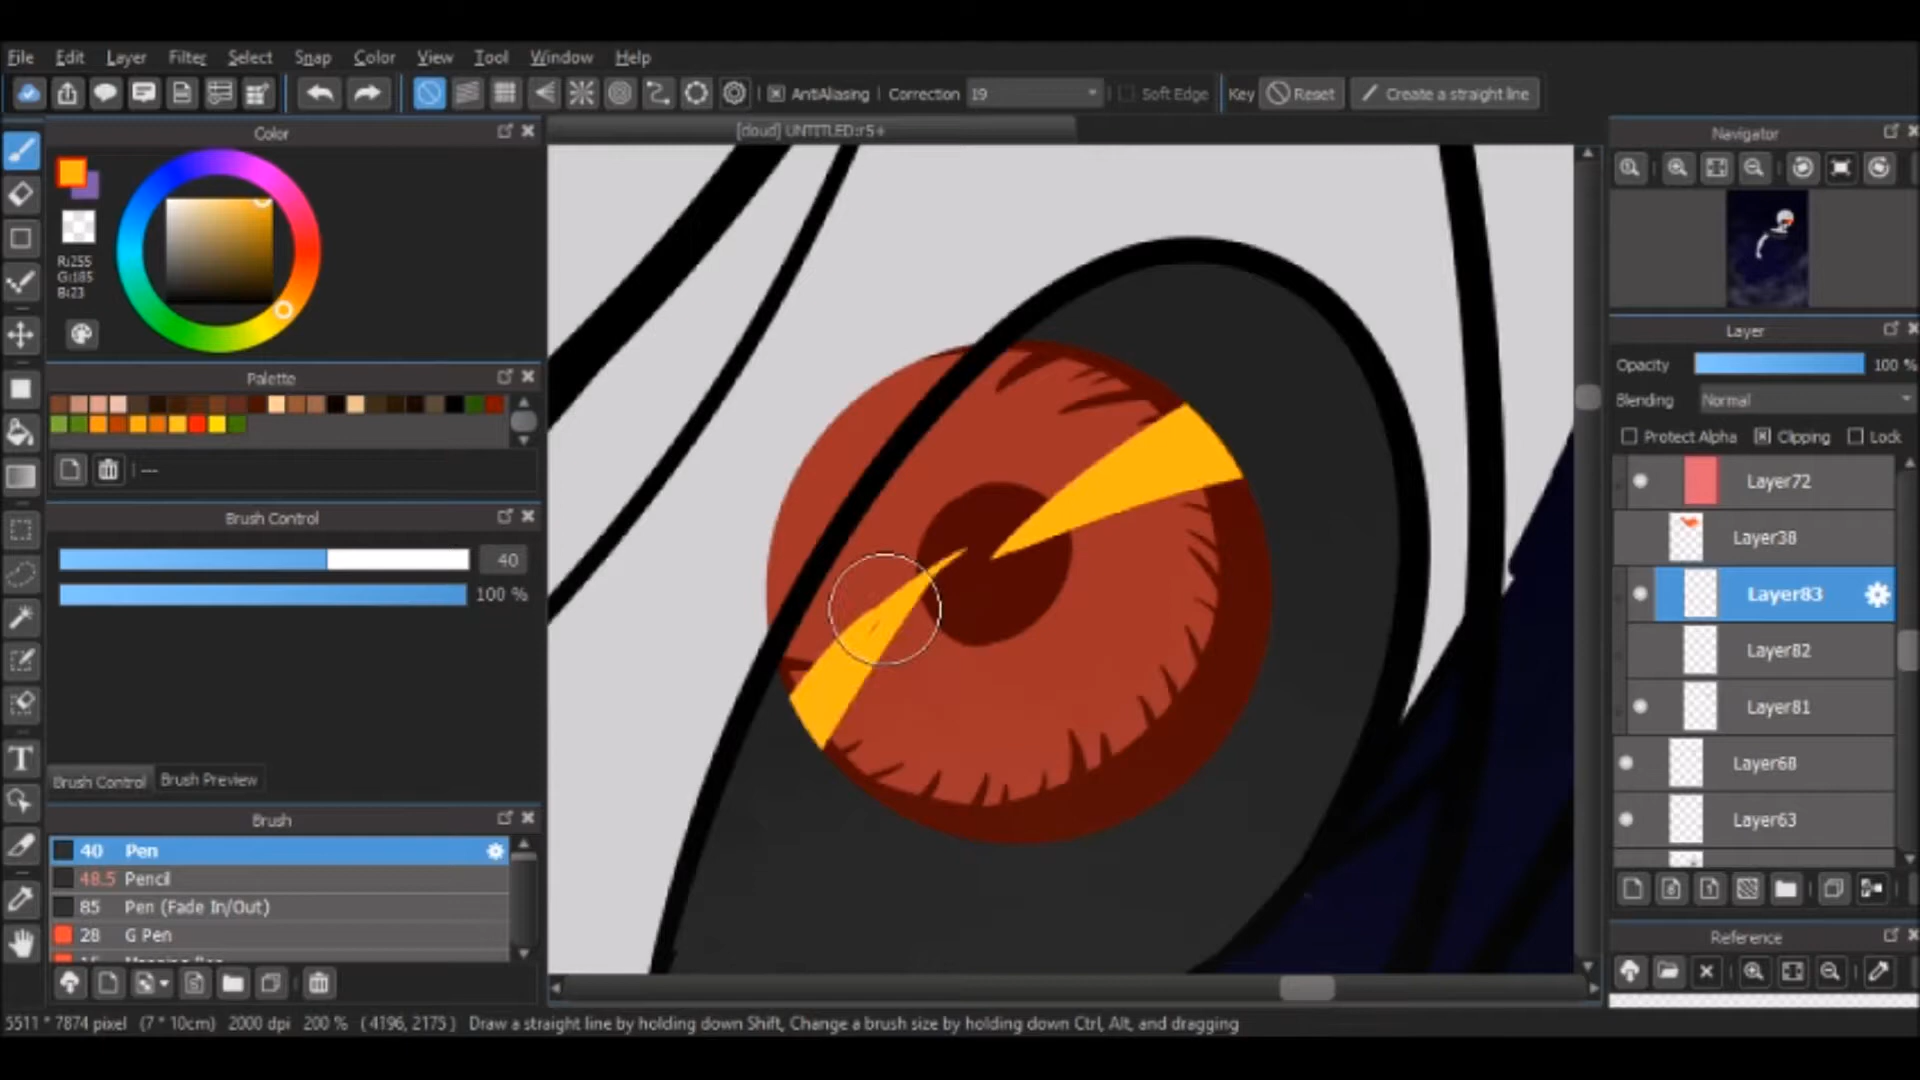 File Edit Layer Filter Select Snap Color View Tool Window Help
AntiAliasing Correction 19 Soft Edge Key Reset Create a straight line
Color
[cloud] UNTITLED:r5+
Navigator
R:255
G:185
B:23
Palette
---
Brush Control
40
100 %
Brush Control Brush Preview
Brush
40 Pen
48.5 Pencil
85 Pen (Fade In/Out)
28 G Pen
Layer
Opacity 100 %
Blending Normal
Protect Alpha Clipping Lock
Layer72
Layer38
Layer83
Layer82
Layer81
Layer68
Layer63
Reference
5511 * 7874 pixel (7 * 10cm) 2000 dpi 200 % ( 4196, 2175 ) Draw a straight line by holding down Shift, Change a brush size by holding down Ctrl, Alt, and dragging